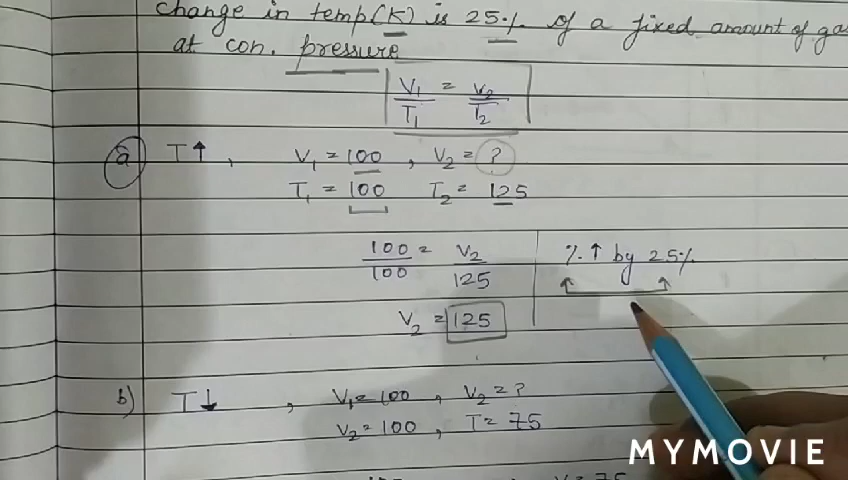 change in temp(K) is 25% of a fixed amount of gas
at con. pressure
V₁/T₁ = V₂/T₂
a) T↑, V₁ = 100, V₂ = ?
T₁ = 100 T₂ = 125
100/100 = V₂/125 %↑ by 25%
V₂ = 125
b) T↓, V₁ = 100, V₂ = ?
V₂ = 100, T = 75
MYMOVIE